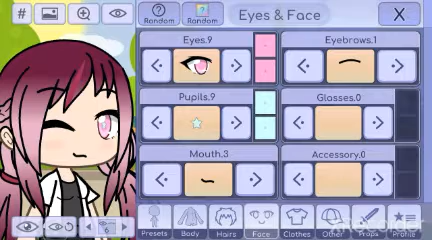 #
? 
Random
?
Random
Eyes & Face
X
Eyes.9
Eyebrows.1
Pupils.9
Glasses.0
Mouth.3
Accessory.0
Presets
Body
Hairs
Face
Clothes
Other
Props
Profile